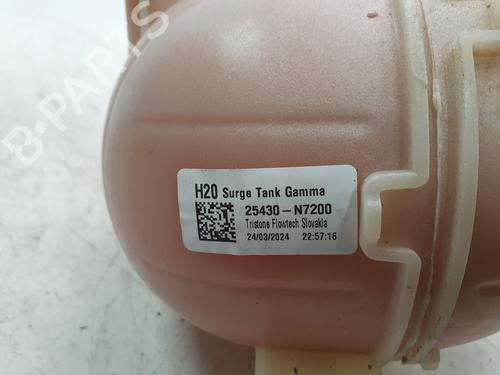 B-PARTS
H20 Surge Tank Gamma
25430-N7200
Tristone Flowtech Slovakia
24/03/2024 22:57:16